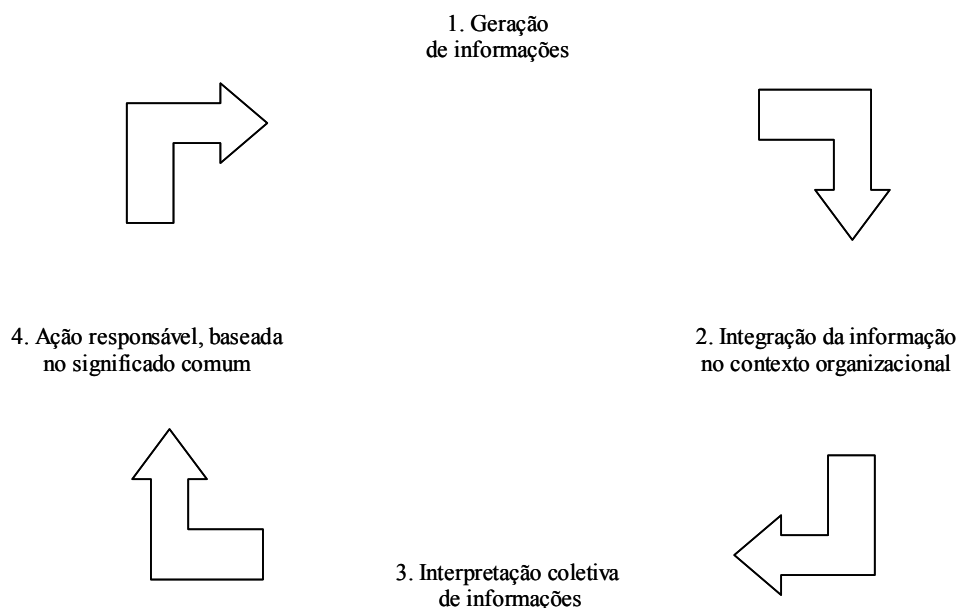 1. Geração
de informações
4. Ação responsável, baseada
no significado comum
2. Integração da informação
no contexto organizacional
3. Interpretação coletiva
de informações